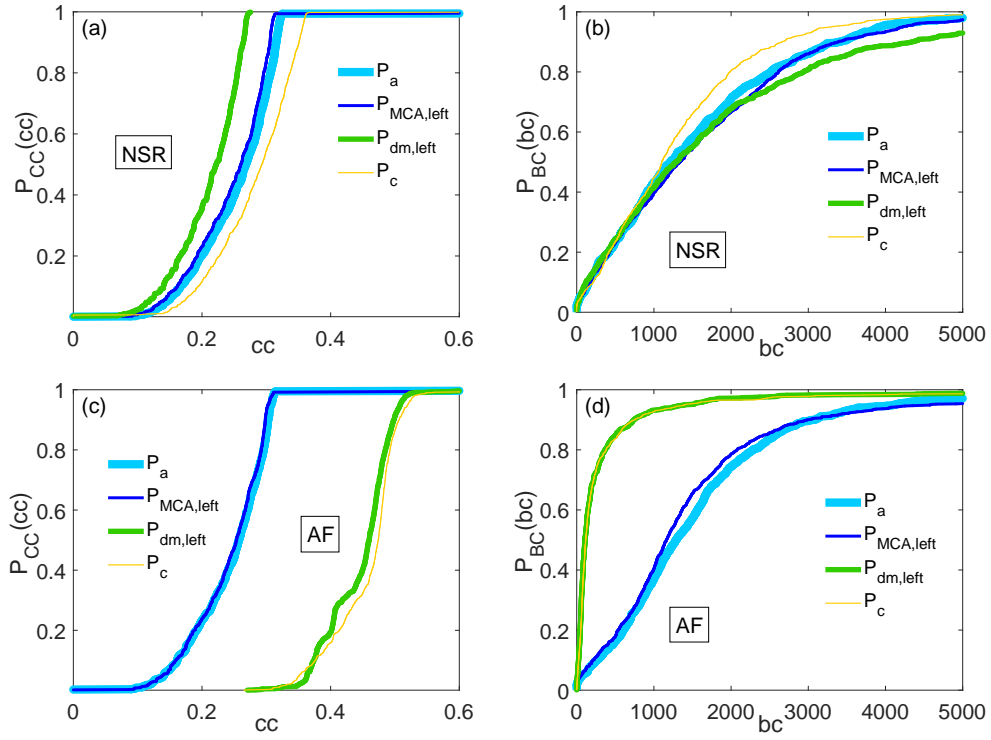 (a)
1
0.8
0.6
0.4
0.2
0
0.2
0.4
0.6
P_CC(cc)
cc
NSR
P_a
P_MCA,left
P_dm,left
P_c
(b)
1
0.8
0.6
0.4
0.2
0
0
1000
2000
3000
4000
5000
P_BC(bc)
bc
NSR
P_a
P_MCA,left
P_dm,left
P_c
(c)
1
0.8
0.6
0.4
0.2
0
0.2
0.4
0.6
P_CC(cc)
cc
AF
P_a
P_MCA,left
P_dm,left
P_c
(d)
1
0.8
0.6
0.4
0.2
0
0
1000
2000
3000
4000
5000
P_BC(bc)
bc
AF
P_a
P_MCA,left
P_dm,left
P_c